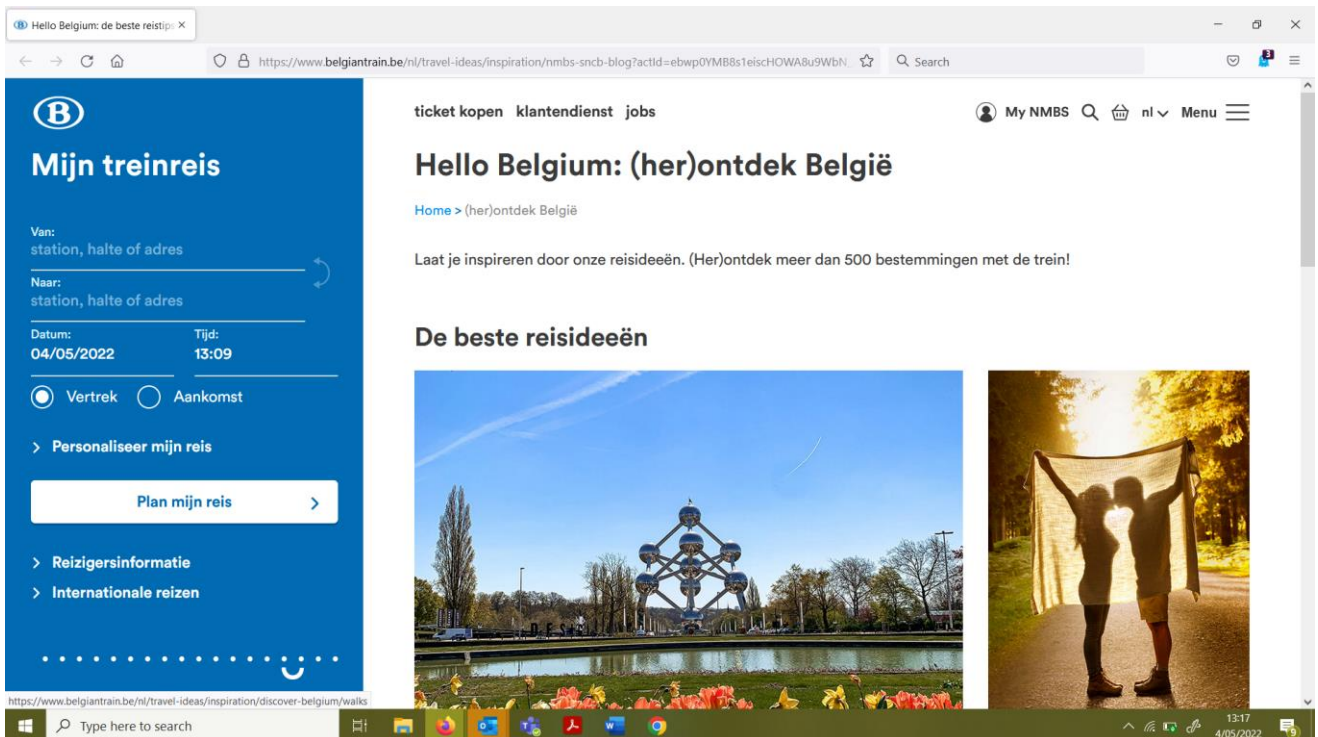 Hello Belgium: de beste reistips
https://www.belgiantrain.be/nl/travel-ideas/inspiration/nmbs-sncb-blog?actId=ebwp0YMB8s1eiscHOWA8u9WbN
Search
3
B
Mijn treinreis
Van:
station, halte of adres
Naar:
station, halte of adres
Datum: Tijd:
04/05/2022 13:09
Vertrek Aankomst
Personaliseer mijn reis
Plan mijn reis
Reizigersinformatie
Internationale reizen
ticket kopen klantendienst jobs
My NMBS nl Menu
Hello Belgium: (her)ontdek België
Home > (her)ontdek België
Laat je inspireren door onze reisideeën. (Her)ontdek meer dan 500 bestemmingen met de trein!
De beste reisideeën
https://www.belgiantrain.be/nl/travel-ideas/inspiration/discover-belgium/walks
Type here to search
13:17
4/05/2022
9